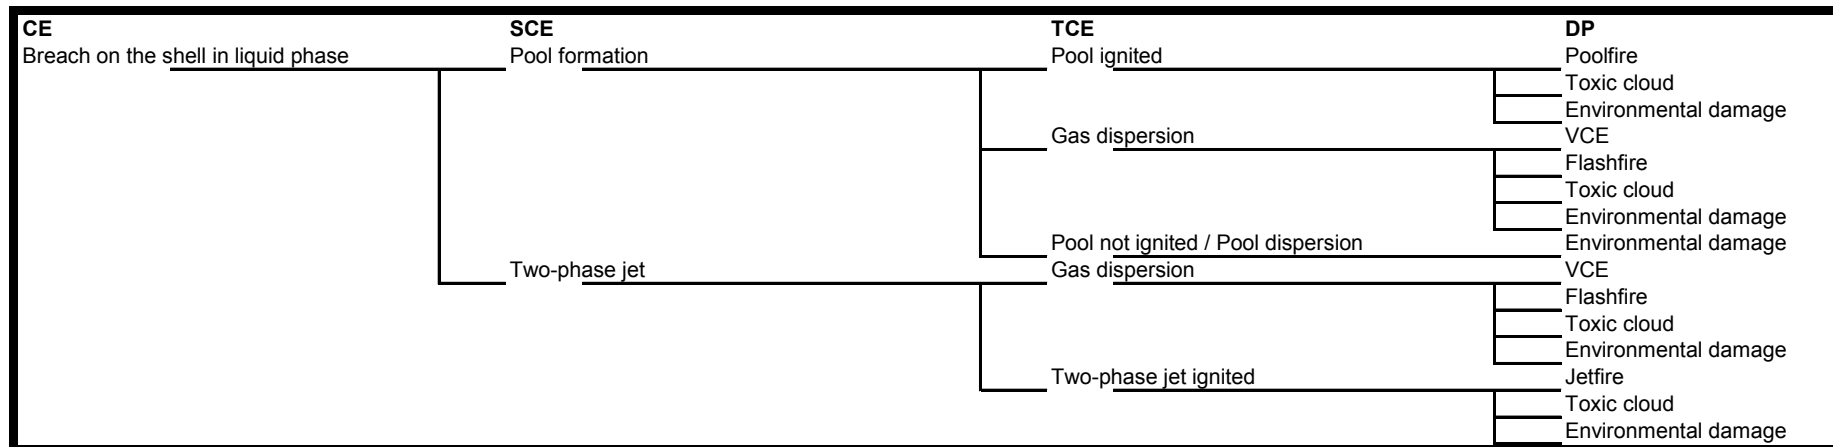 CE SCE TCE DP
Breach on the shell in liquid phase Pool formation Pool ignited Poolfire
Toxic cloud
Environmental damage
Gas dispersion VCE
Flashfire
Toxic cloud
Environmental damage
Pool not ignited / Pool dispersion Environmental damage
Two-phase jet Gas dispersion VCE
Flashfire
Toxic cloud
Environmental damage
Two-phase jet ignited Jetfire
Toxic cloud
Environmental damage